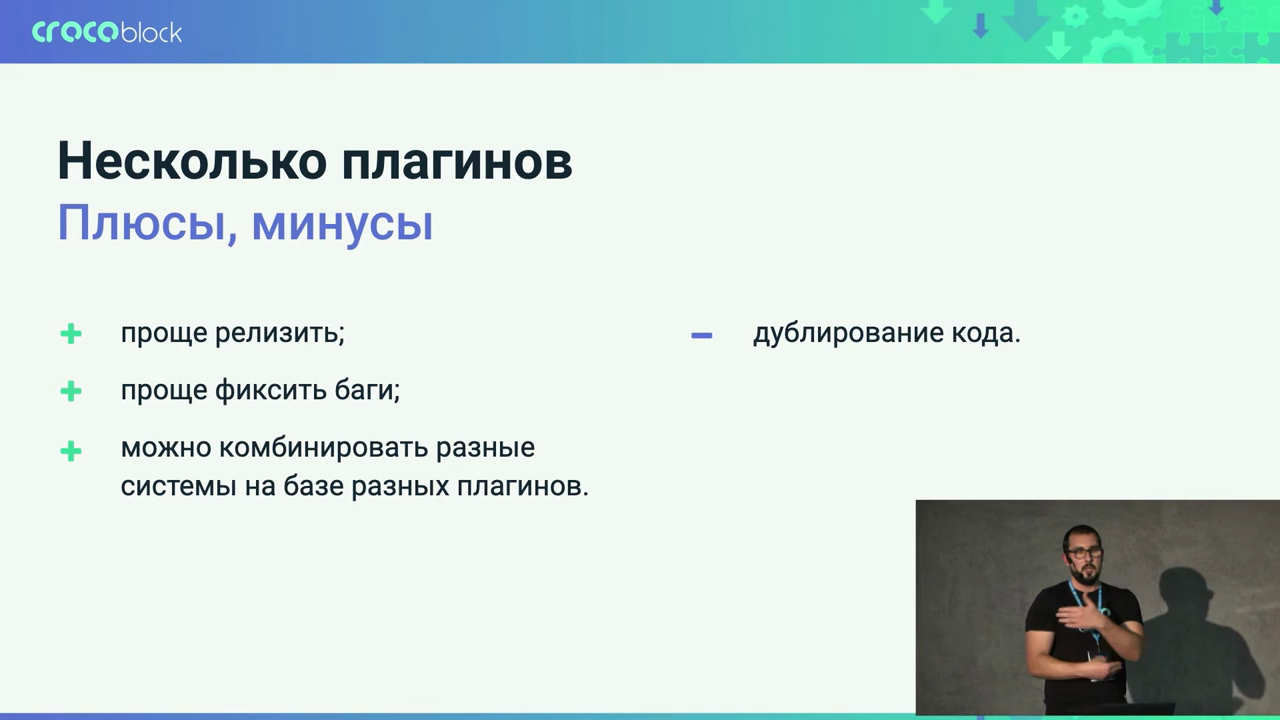 crocoblock
Несколько плагинов
Плюсы, минусы
+ проще релизить;
+ проще фиксить баги;
+ можно комбинировать разные
системы на базе разных плагинов.
− дублирование кода.